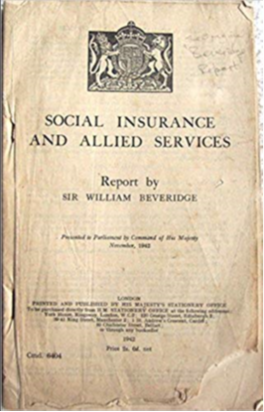 Beveridge
Report
SOCIAL INSURANCE
AND ALLIED SERVICES
Report by
SIR WILLIAM BEVERIDGE
Presented to Parliament by Command of His Majesty
November, 1942
LONDON
PRINTED AND PUBLISHED BY HIS MAJESTY'S STATIONERY OFFICE
To be purchased directly from H.M. STATIONERY OFFICE at the following addresses:
York House, Kingsway, London, W.C.2; 120 George Street, Edinburgh 2;
39-41 King Street, Manchester 2; 1 St. Andrew's Crescent, Cardiff;
80 Chichester Street, Belfast;
or through any bookseller
1942
Price 2s. 0d. net
Cmd. 6404